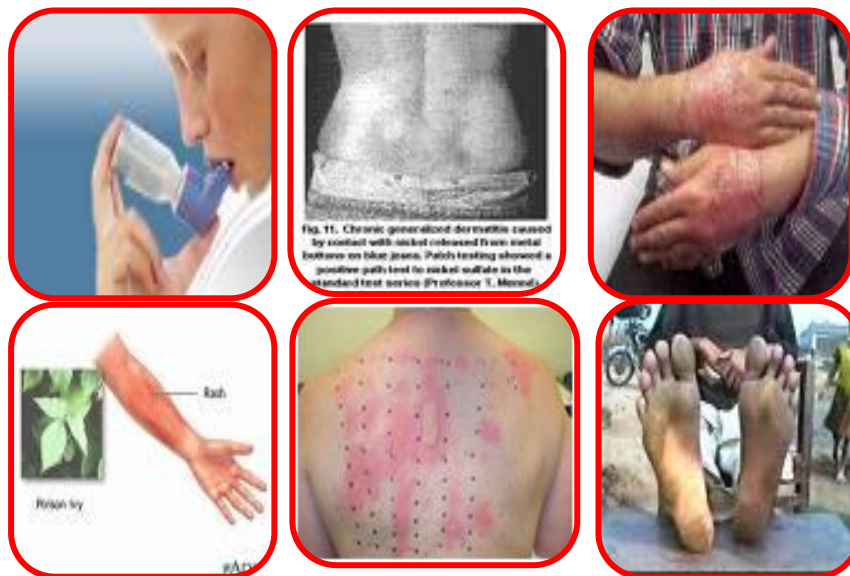 Fig. 11. Chronic generalized dermatitis caused
by contact with nickel released from metal
buttons on blue jeans. Patch testing showed a
positive path test to nickel sulfate in the
standard test series (Professor T. Menné).
Rash
Poison Ivy